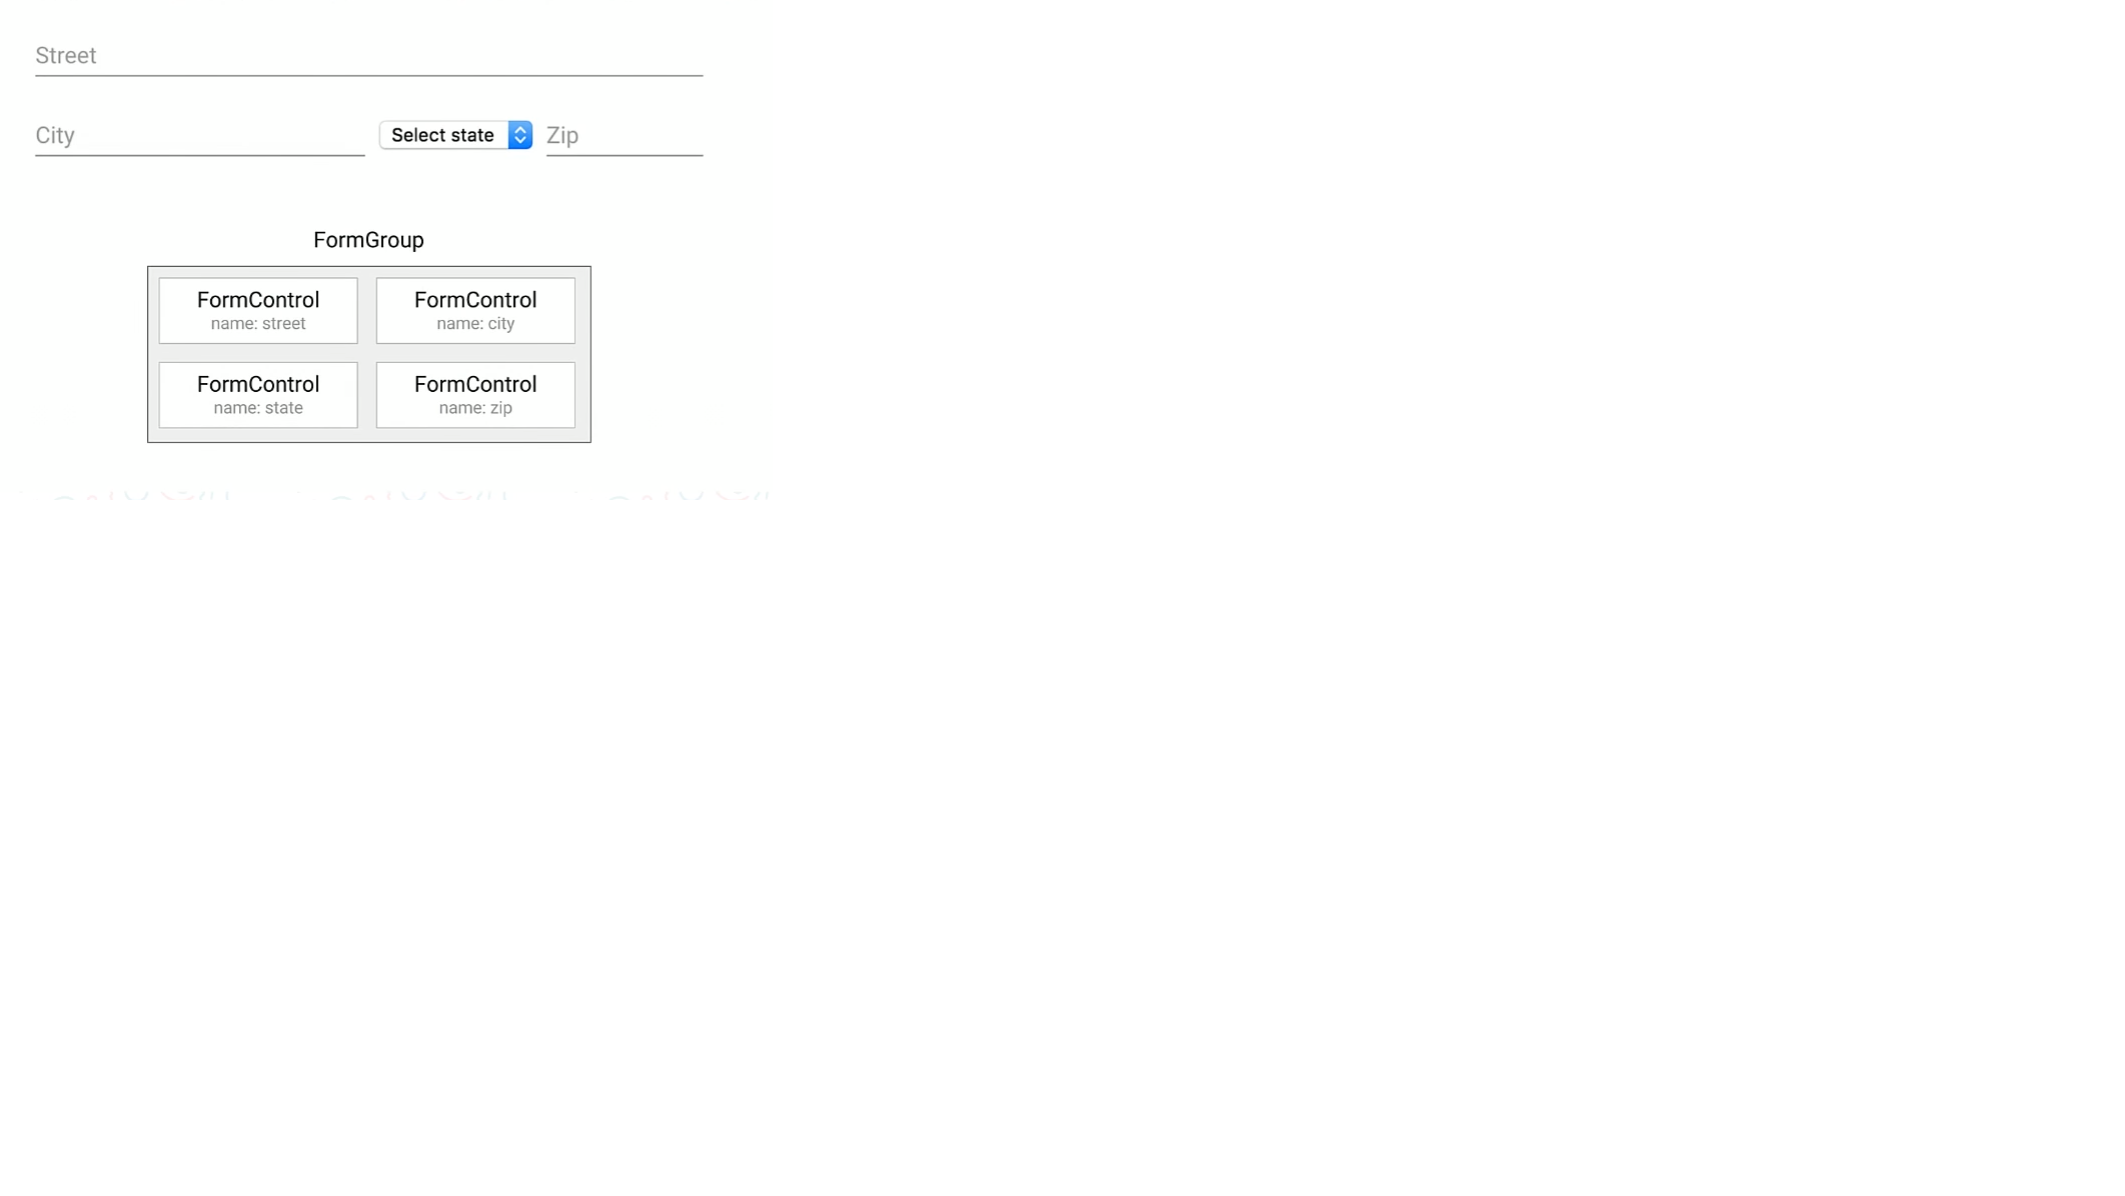 Street
City Select state Zip
FormGroup
FormControl FormControl
name: street name: city
FormControl FormControl
name: state name: zip